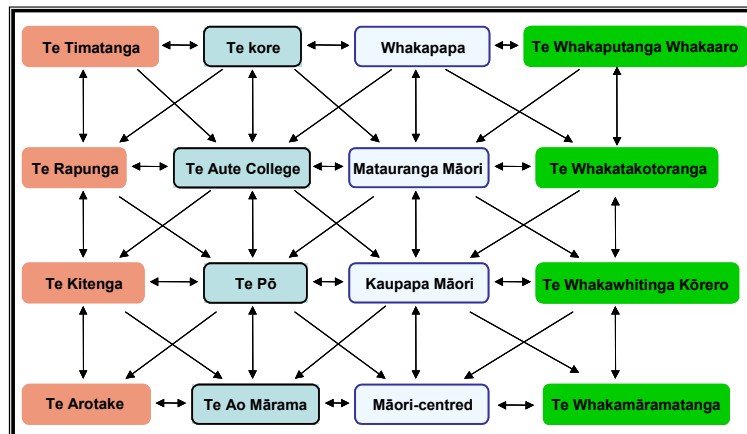 Te Timatanga
Te kore
Whakapapa
Te Whakaputanga Whakaaro
Te Rapunga
Te Aute College
Matauranga Māori
Te Whakatakotoranga
Te Kitenga
Te Pō
Kaupapa Māori
Te Whakawhitinga Kōrero
Te Arotake
Te Ao Mārama
Māori-centred
Te Whakamāramatanga